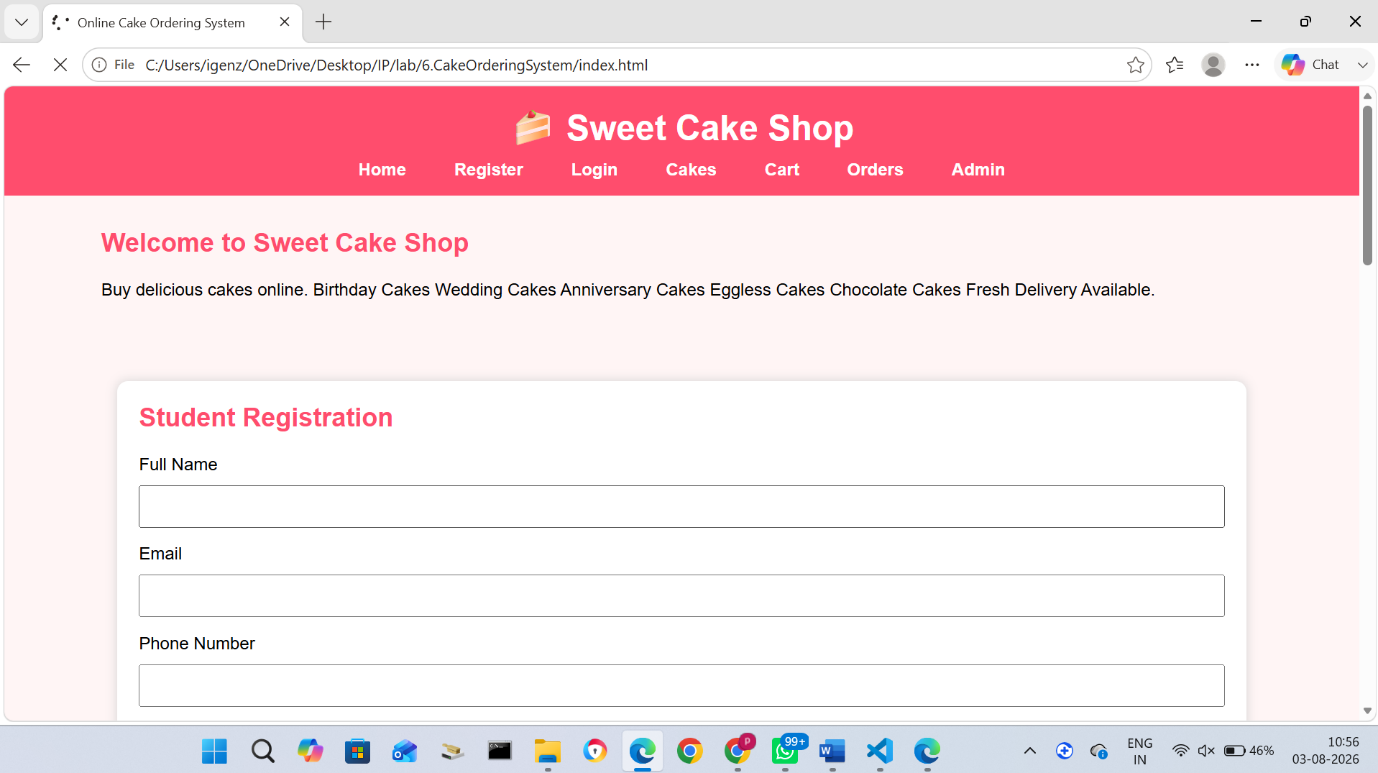 Online Cake Ordering System
File C:/Users/igenz/OneDrive/Desktop/IP/lab/6.CakeOrderingSystem/index.html
Chat
Sweet Cake Shop
Home Register Login Cakes Cart Orders Admin
Welcome to Sweet Cake Shop
Buy delicious cakes online. Birthday Cakes Wedding Cakes Anniversary Cakes Eggless Cakes Chocolate Cakes Fresh Delivery Available.
Student Registration
Full Name
Email
Phone Number
P
99+
ENG
IN
46%
10:56
03-08-2026